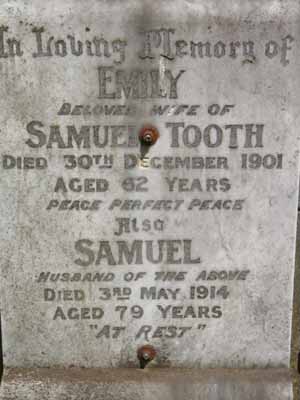 In Loving Memory of
EMILY
BELOVED WIFE OF
SAMUEL TOOTH
DIED 30TH DECEMBER 1901
AGED 62 YEARS
PEACE PERFECT PEACE
Also
SAMUEL
HUSBAND OF THE ABOVE
DIED 3RD MAY 1914
AGED 79 YEARS
"AT REST"